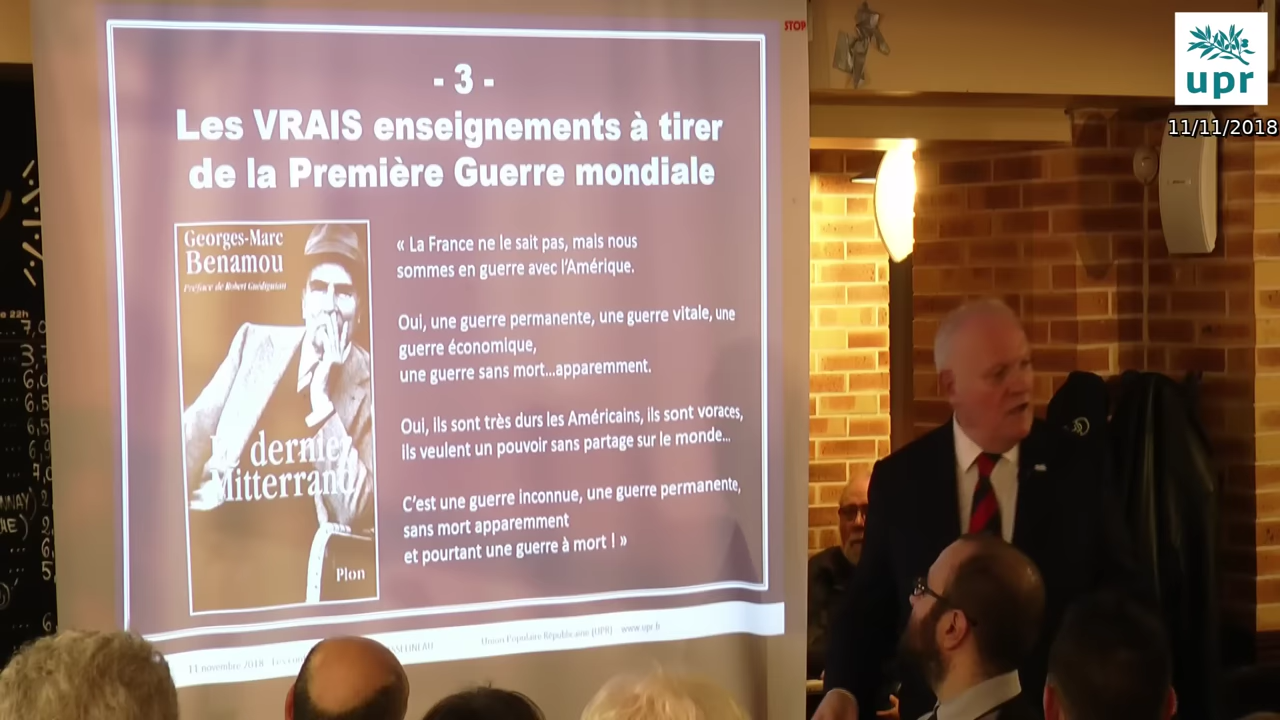 - 3 -
Les VRAIS enseignements à tirer
de la Première Guerre mondiale
Georges-Marc
Benamou
Préface de Robert Guédiguian
Le dernier
Mitterrand
Plon
« La France ne le sait pas, mais nous
sommes en guerre avec l'Amérique.
Oui, une guerre permanente, une guerre vitale, une
guerre économique,
une guerre sans mort...apparemment.
Oui, ils sont très durs les Américains, ils sont voraces,
ils veulent un pouvoir sans partage sur le monde...
C'est une guerre inconnue, une guerre permanente,
sans mort apparemment
et pourtant une guerre à mort ! »
11 novembre 2018
Union Populaire Républicaine (UPR) www.upr.fr
STOP
upr
11/11/2018